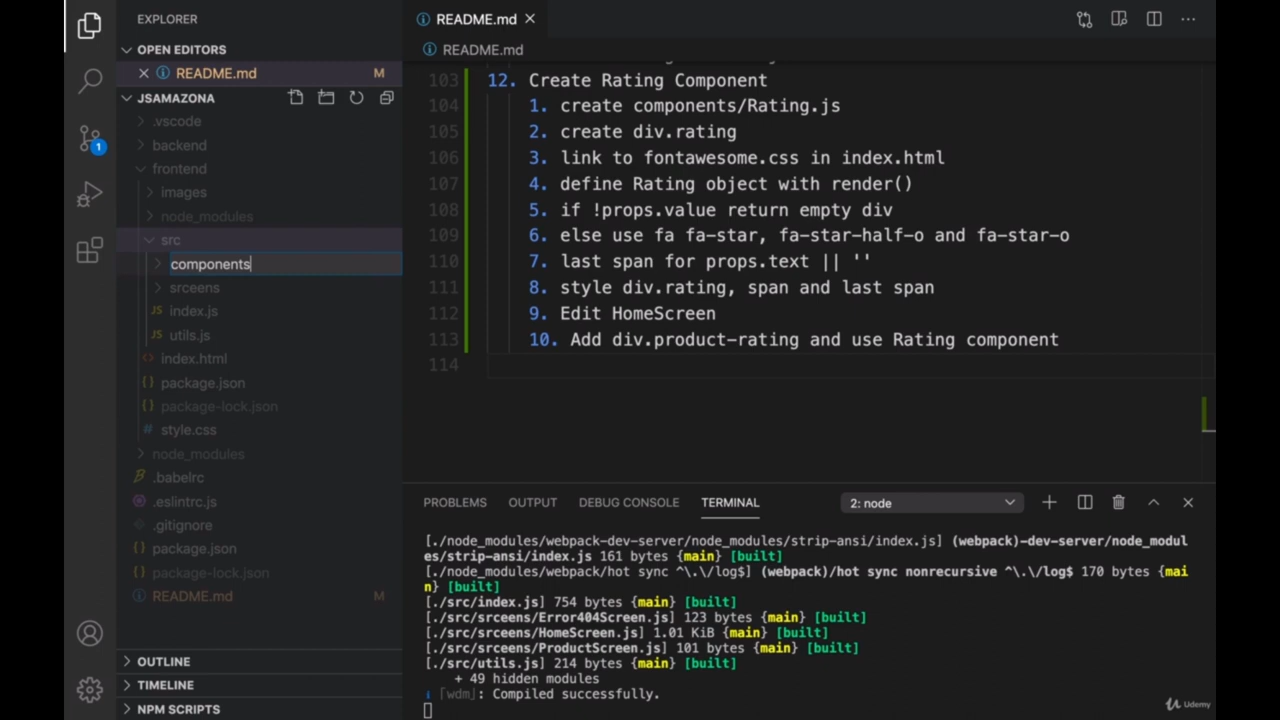 EXPLORER
OPEN EDITORS
README.md M
JSAMAZONA
.vscode
backend
frontend
images
node_modules
src
components
srceens
index.js
utils.js
index.html
package.json
package-lock.json
style.css
node_modules
.babelrc
.eslintrc.js
.gitignore
package.json
package-lock.json
README.md M
OUTLINE
TIMELINE
NPM SCRIPTS
1
README.md
README.md
103 12. Create Rating Component
104 1. create components/Rating.js
105 2. create div.rating
106 3. link to fontawesome.css in index.html
107 4. define Rating object with render()
108 5. if !props.value return empty div
109 6. else use fa fa-star, fa-star-half-o and fa-star-o
110 7. last span for props.text || ''
111 8. style div.rating, span and last span
112 9. Edit HomeScreen
113 10. Add div.product-rating and use Rating component
114
PROBLEMS OUTPUT DEBUG CONSOLE TERMINAL 2: node
[./node_modules/webpack-dev-server/node_modules/strip-ansi/index.js] (webpack)-dev-server/node_modul
es/strip-ansi/index.js 161 bytes {main} [built]
[./node_modules/webpack/hot sync ^\.\/log$] (webpack)/hot sync nonrecursive ^\.\/log$ 170 bytes {mai
n} [built]
[./src/index.js] 754 bytes {main} [built]
[./src/srceens/Error404Screen.js] 123 bytes {main} [built]
[./src/srceens/HomeScreen.js] 1.01 KiB {main} [built]
[./src/srceens/ProductScreen.js] 101 bytes {main} [built]
[./src/utils.js] 214 bytes {main} [built]
+ 49 hidden modules
i ｢wdm｣: Compiled successfully.
Udemy